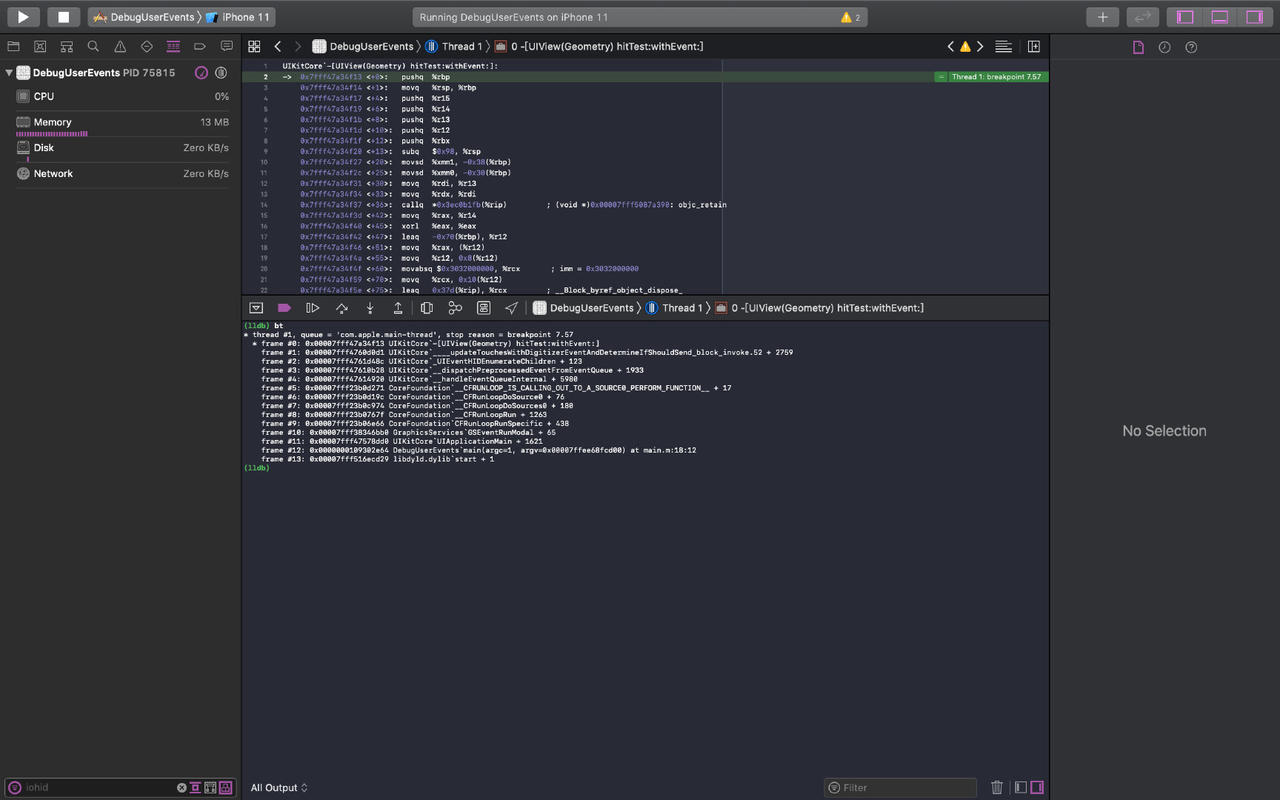 DebugUserEvents 〉 iPhone 11
Running DebugUserEvents on iPhone 11
2
DebugUserEvents 〉 Thread 1 〉 0 -[UIView(Geometry) hitTest:withEvent:]
DebugUserEvents PID 75815
CPU 0%
Memory 13 MB
Disk Zero KB/s
Network Zero KB/s
1 UIKitCore`-[UIView(Geometry) hitTest:withEvent:]:
2 -> 0x7fff47a34f13 <+0>: pushq %rbp
= Thread 1: breakpoint 7.57
3 0x7fff47a34f14 <+1>: movq %rsp, %rbp
4 0x7fff47a34f17 <+4>: pushq %r15
5 0x7fff47a34f19 <+6>: pushq %r14
6 0x7fff47a34f1b <+8>: pushq %r13
7 0x7fff47a34f1d <+10>: pushq %r12
8 0x7fff47a34f1f <+12>: pushq %rbx
9 0x7fff47a34f20 <+13>: subq $0x98, %rsp
10 0x7fff47a34f27 <+20>: movsd %xmm1, -0x38(%rbp)
11 0x7fff47a34f2c <+25>: movsd %xmm0, -0x30(%rbp)
12 0x7fff47a34f31 <+30>: movq %rdi, %r13
13 0x7fff47a34f34 <+33>: movq %rdx, %rdi
14 0x7fff47a34f37 <+36>: callq *0x3ec0b1fb(%rip) ; (void *)0x00007fff5087a390: objc_retain
15 0x7fff47a34f3d <+42>: movq %rax, %r14
16 0x7fff47a34f40 <+45>: xorl %eax, %eax
17 0x7fff47a34f42 <+47>: leaq -0x70(%rbp), %r12
18 0x7fff47a34f46 <+51>: movq %rax, (%r12)
19 0x7fff47a34f4a <+55>: movq %r12, 0x8(%r12)
20 0x7fff47a34f4f <+60>: movabsq $0x3032000000, %rcx ; imm = 0x3032000000
21 0x7fff47a34f59 <+70>: movq %rcx, 0x10(%r12)
22 0x7fff47a34f5e <+75>: leaq 0x37d(%rip), %rcx ; __Block_byref_object_dispose_
DebugUserEvents 〉 Thread 1 〉 0 -[UIView(Geometry) hitTest:withEvent:]
(lldb) bt
* thread #1, queue = 'com.apple.main-thread', stop reason = breakpoint 7.57
* frame #0: 0x00007fff47a34f13 UIKitCore`-[UIView(Geometry) hitTest:withEvent:]
frame #1: 0x00007fff4760d0d1 UIKitCore`____updateTouchesWithDigitizerEventAndDetermineIfShouldSend_block_invoke.52 + 2759
frame #2: 0x00007fff4761d48c UIKitCore`_UIEventHIDEnumerateChildren + 123
frame #3: 0x00007fff47610b28 UIKitCore`__dispatchPreprocessedEventFromEventQueue + 1933
frame #4: 0x00007fff47614920 UIKitCore`__handleEventQueueInternal + 5980
frame #5: 0x00007fff23b0d271 CoreFoundation`__CFRUNLOOP_IS_CALLING_OUT_TO_A_SOURCE0_PERFORM_FUNCTION__ + 17
frame #6: 0x00007fff23b0d19c CoreFoundation`__CFRunLoopDoSource0 + 76
frame #7: 0x00007fff23b0c974 CoreFoundation`__CFRunLoopDoSources0 + 180
frame #8: 0x00007fff23b0767f CoreFoundation`__CFRunLoopRun + 1263
frame #9: 0x00007fff23b06e66 CoreFoundation`CFRunLoopRunSpecific + 438
frame #10: 0x00007fff38346bb0 GraphicsServices`GSEventRunModal + 65
frame #11: 0x00007fff47578dd0 UIKitCore`UIApplicationMain + 1621
frame #12: 0x0000000109302e64 DebugUserEvents`main(argc=1, argv=0x00007ffee68fcd00) at main.m:18:12
frame #13: 0x00007fff516ecd29 libdyld.dylib`start + 1
(lldb)
No Selection
iohid
All Output
Filter